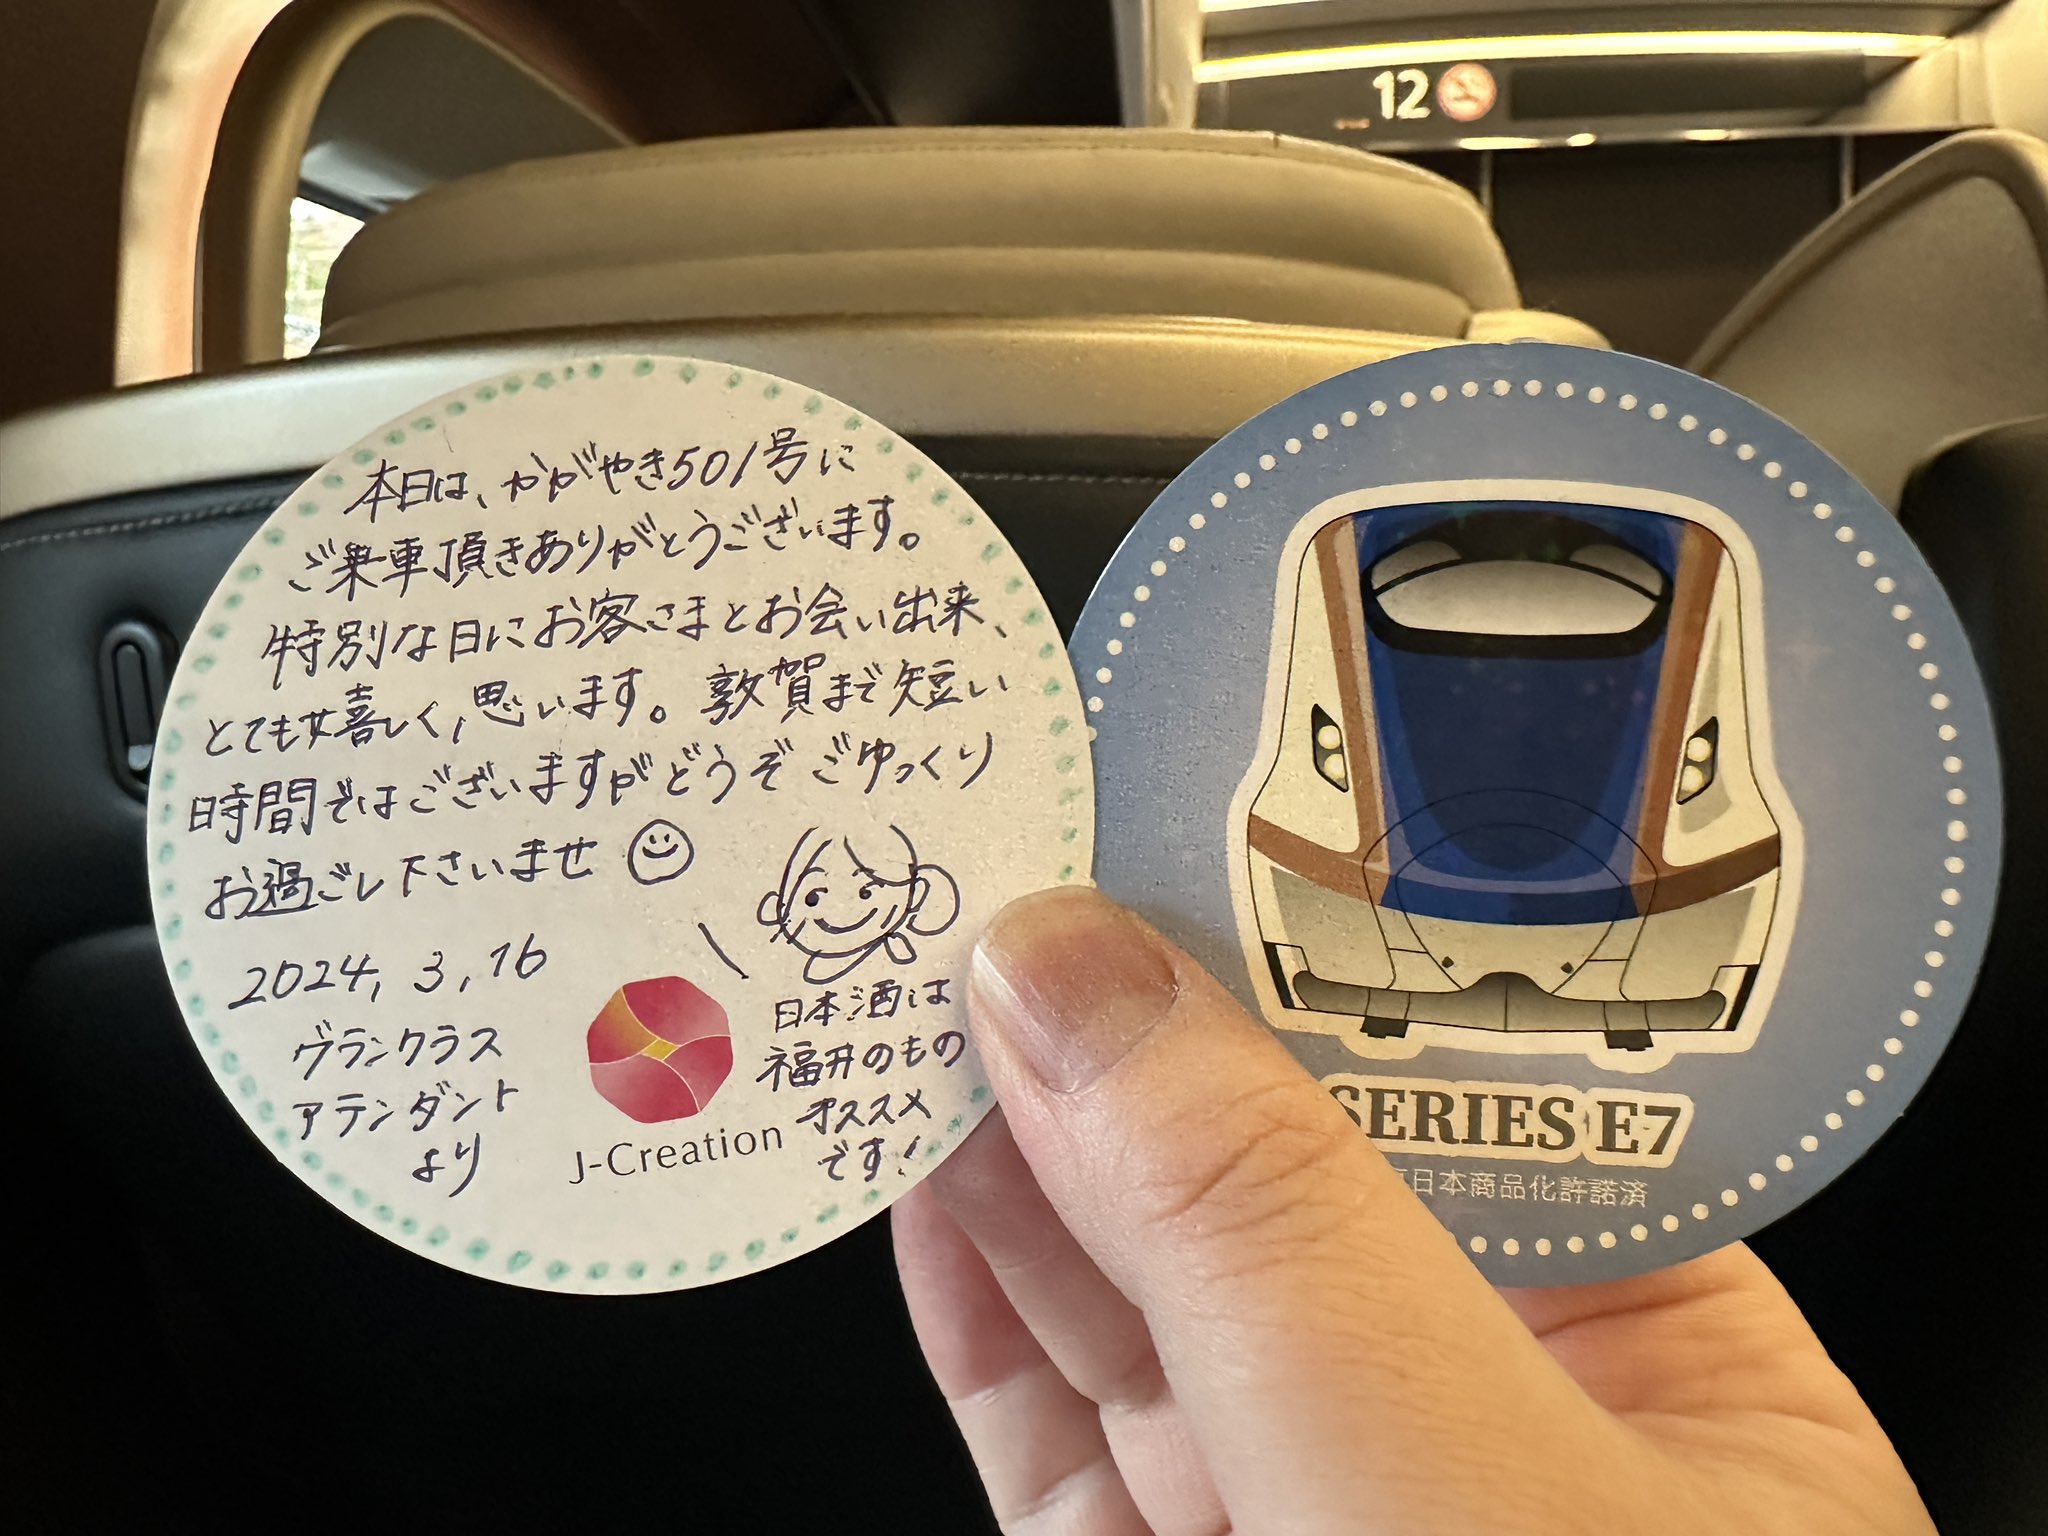 12
本日は、かがやき501号に
ご乗車頂きありがとうございます。
特別な日にお客さまとお会い出来、
とても嬉しく思います。敦賀まで短い
時間ではございますがどうぞごゆっくり
お過ごし下さいませ
2024,3,16
グランクラス
アテンダント
より
J-Creation
日本酒は
福井のもの
オススメ
です!
SERIES E7
日本商品化許諾済